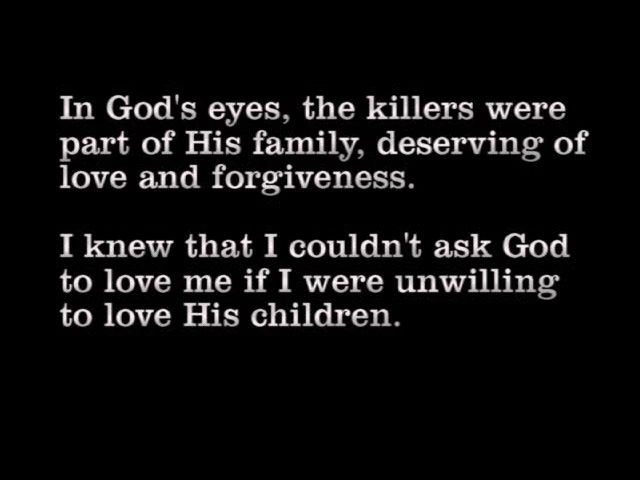 In God's eyes, the killers were
part of His family, deserving of
love and forgiveness.
I knew that I couldn't ask God
to love me if I were unwilling
to love His children.